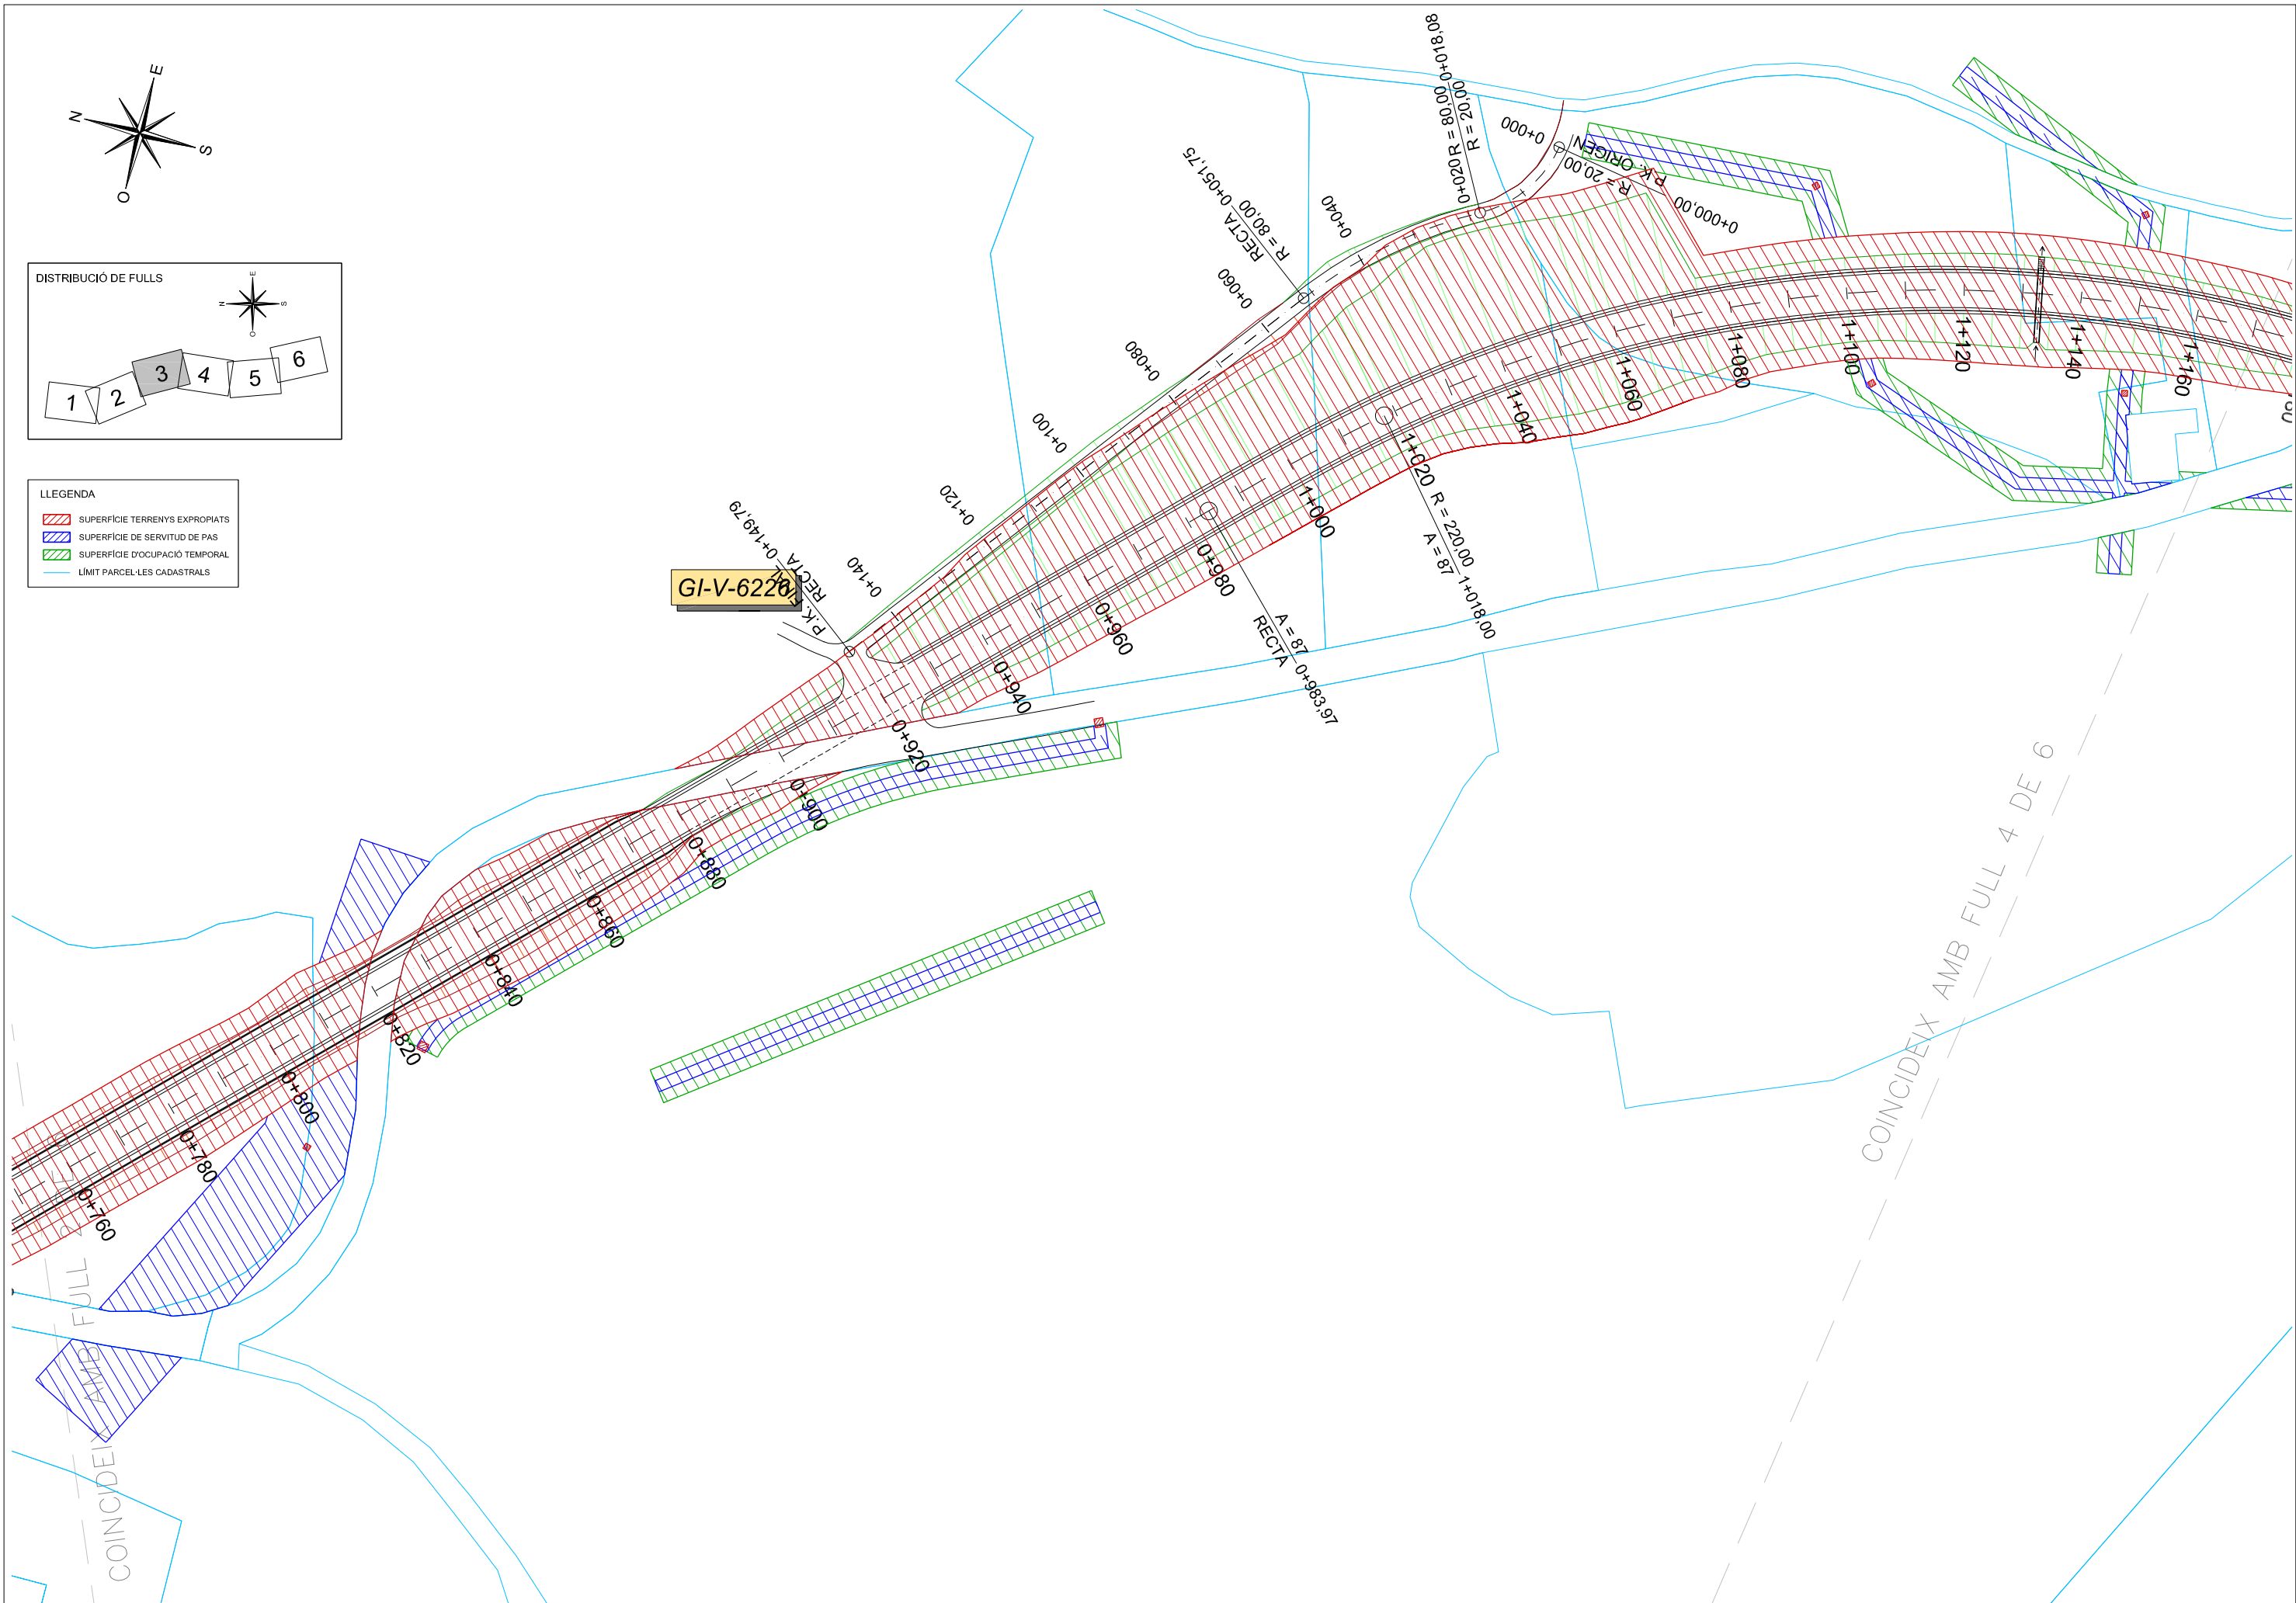 N
E
S
O
DISTRIBUCIÓ DE FULLS
E
N
S
O
1
2
3
4
5
6
LLEGENDA
SUPERFÍCIE TERRENYS EXPROPIATS
SUPERFÍCIE DE SERVITUD DE PAS
SUPERFÍCIE D'OCUPACIÓ TEMPORAL
LÍMIT PARCEL·LES CADASTRALS
GI-V-6226
P.K. FINAL 0+149,79
RECTA
0+140
0+120
0+100
0+080
0+060
RECTA 0+051,75
R = 80,00
0+040
0+020
R = 80,00 0+018,08
R = 20,00
0+000
P.K. ORIGEN
R = 20,00
0+000,00
0+760
0+780
0+800
0+820
0+840
0+860
0+880
0+900
0+920
0+940
0+960
0+980
1+000
1+020
1+040
1+060
1+080
1+100
1+120
1+140
1+160
A = 87 0+983,97
RECTA
R = 220,00 1+018,00
A = 87
COINCIDEIX AMB FULL 4 DE 6
COINCIDEIX AMB FULL 2